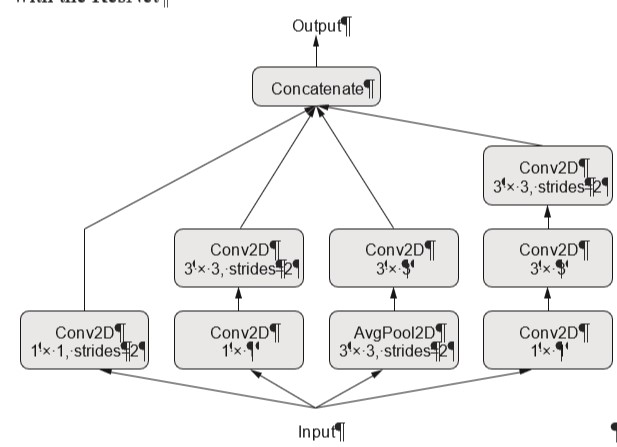 with the ResNet¶
Output¶
Concatenate¶
Conv2D¶
3 × 3, strides=2¶
Conv2D¶
3 × 3, strides=2¶
Conv2D¶
3 × 3¶
Conv2D¶
3 × 3¶
Conv2D¶
1 × 1, strides=2¶
Conv2D¶
1 × 1¶
AvgPool2D¶
3 × 3, strides=2¶
Conv2D¶
1 × 1¶
Input¶
¶